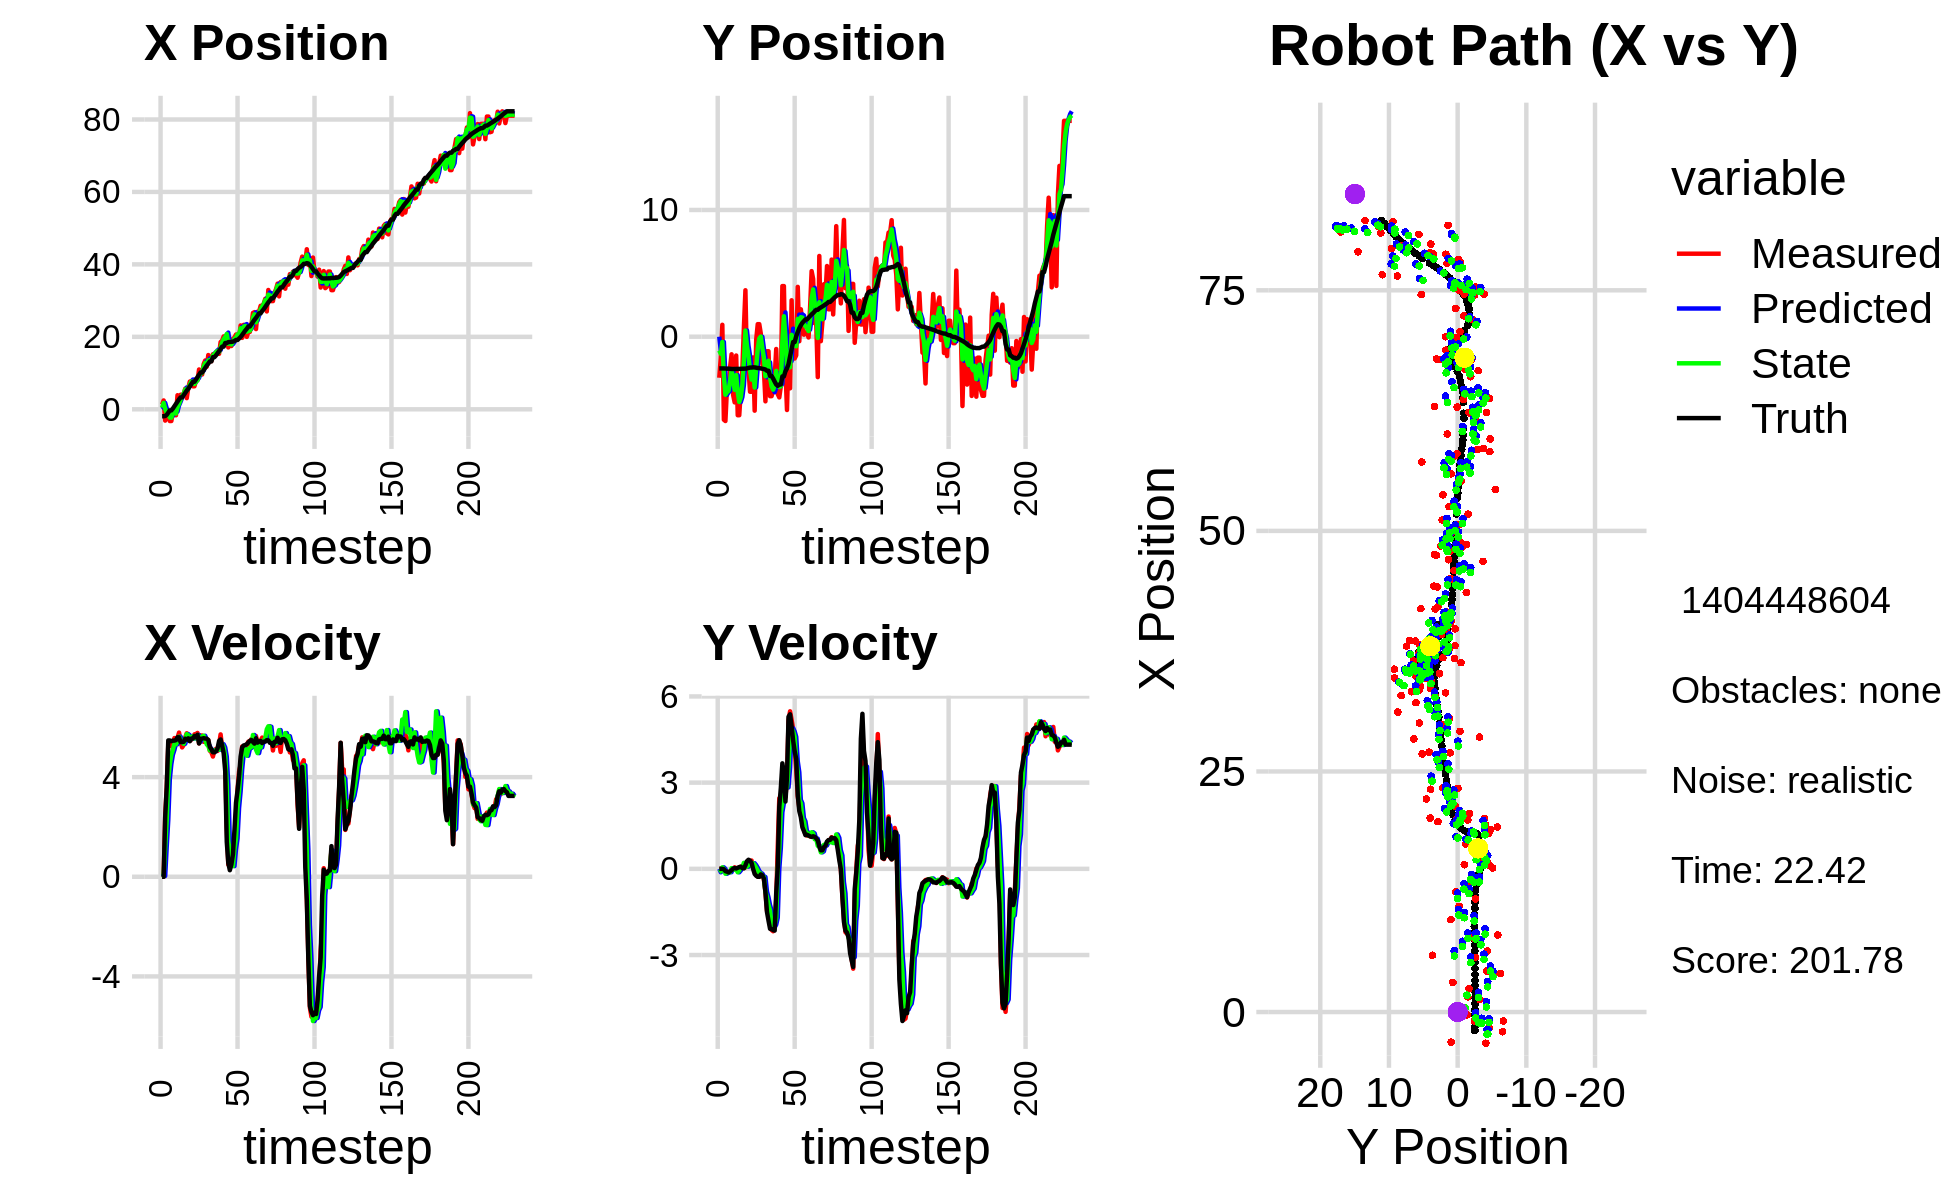 X Position
80
60
40
20
0
0
50
100
150
200
timestep
Y Position
10
0
0
50
100
150
200
timestep
X Velocity
4
0
-4
0
50
100
150
200
timestep
Y Velocity
6
3
0
-3
0
50
100
150
200
timestep
Robot Path (X vs Y)
X Position
75
50
25
0
20 10 0 -10 -20
Y Position
variable
Measured
Predicted
State
Truth
1404448604
Obstacles: none
Noise: realistic
Time: 22.42
Score: 201.78